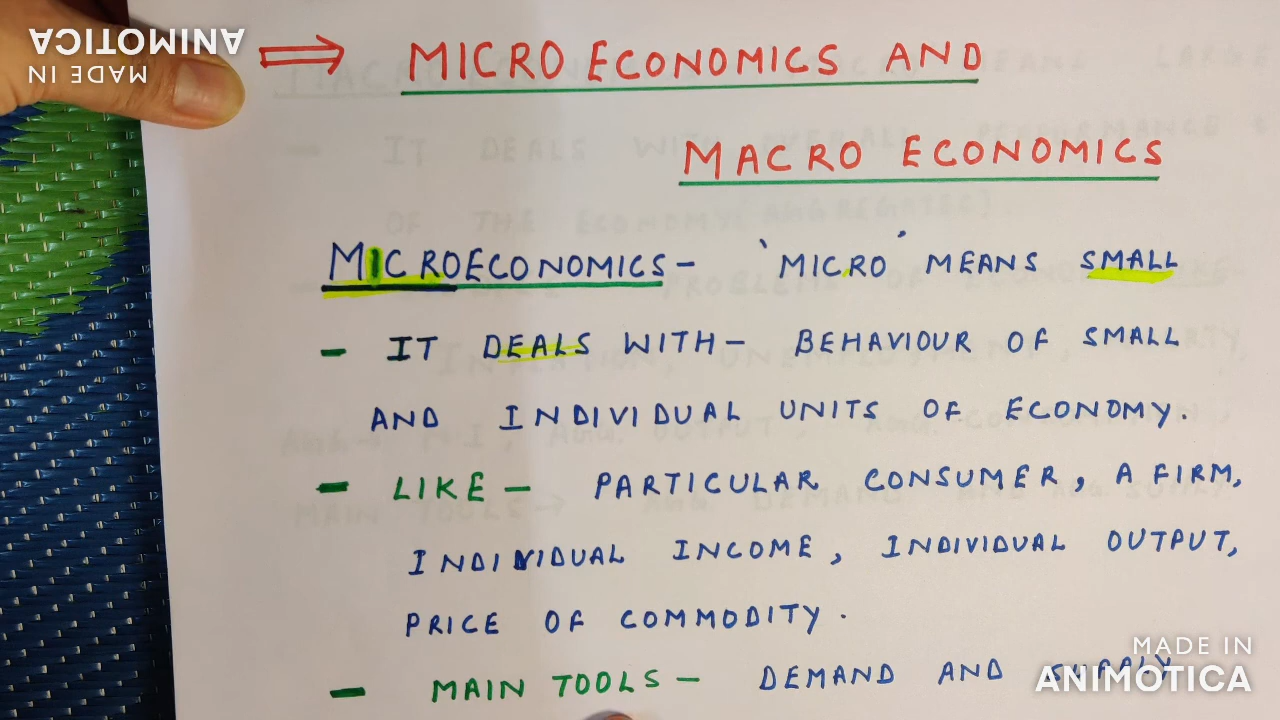 MADE IN
ANIMOTICA
⇒ MICROECONOMICS AND
MACRO ECONOMICS
MICROECONOMICS- 'MICRO' MEANS SMALL
- IT DEALS WITH- BEHAVIOUR OF SMALL
AND INDIVIDUAL UNITS OF ECONOMY.
- LIKE - PARTICULAR CONSUMER, A FIRM,
INDIVIDUAL INCOME, INDIVIDUAL OUTPUT,
PRICE OF COMMODITY.
- MAIN TOOLS - DEMAND AND SUPPLY
MADE IN
ANIMOTICA